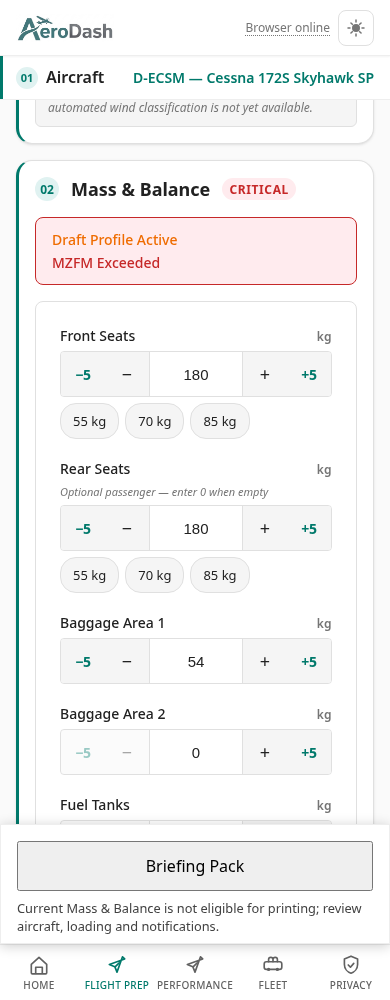 AeroDash
Browser online
01 Aircraft D-ECSM — Cessna 172S Skyhawk SP
automated wind classification is not yet available.
02 Mass & Balance CRITICAL
Draft Profile Active
MZFM Exceeded
Front Seats kg
−5 − 180 + +5
55 kg 70 kg 85 kg
Rear Seats kg
Optional passenger — enter 0 when empty
−5 − 180 + +5
55 kg 70 kg 85 kg
Baggage Area 1 kg
−5 − 54 + +5
Baggage Area 2 kg
−5 − 0 + +5
Fuel Tanks kg
Briefing Pack
Current Mass & Balance is not eligible for printing; review
aircraft, loading and notifications.
HOME FLIGHT PREP PERFORMANCE FLEET PRIVACY